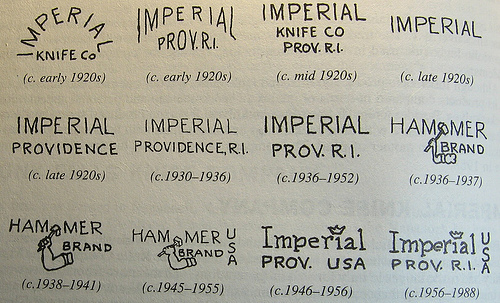 IMPERIAL
KNIFE CO
(c. early 1920s)
IMPERIAL
PROV. R.I.
(c. early 1920s)
IMPERIAL
KNIFE CO
PROV. R.I.
(c. mid 1920s)
IMPERIAL
(c. late 1920s)
IMPERIAL
PROVIDENCE
(c. late 1920s)
IMPERIAL
PROVIDENCE, R.I.
(c.1930–1936)
IMPERIAL
PROV. R.I.
(c.1936–1952)
HAMMER
BRAND
(c.1936–1937)
HAMMER
BRAND
(c.1938–1941)
HAMMER
BRAND
USA
(c.1945–1955)
Imperial
PROV. USA
(c.1946–1956)
Imperial
PROV. R.I.
USA
(c.1956–1988)